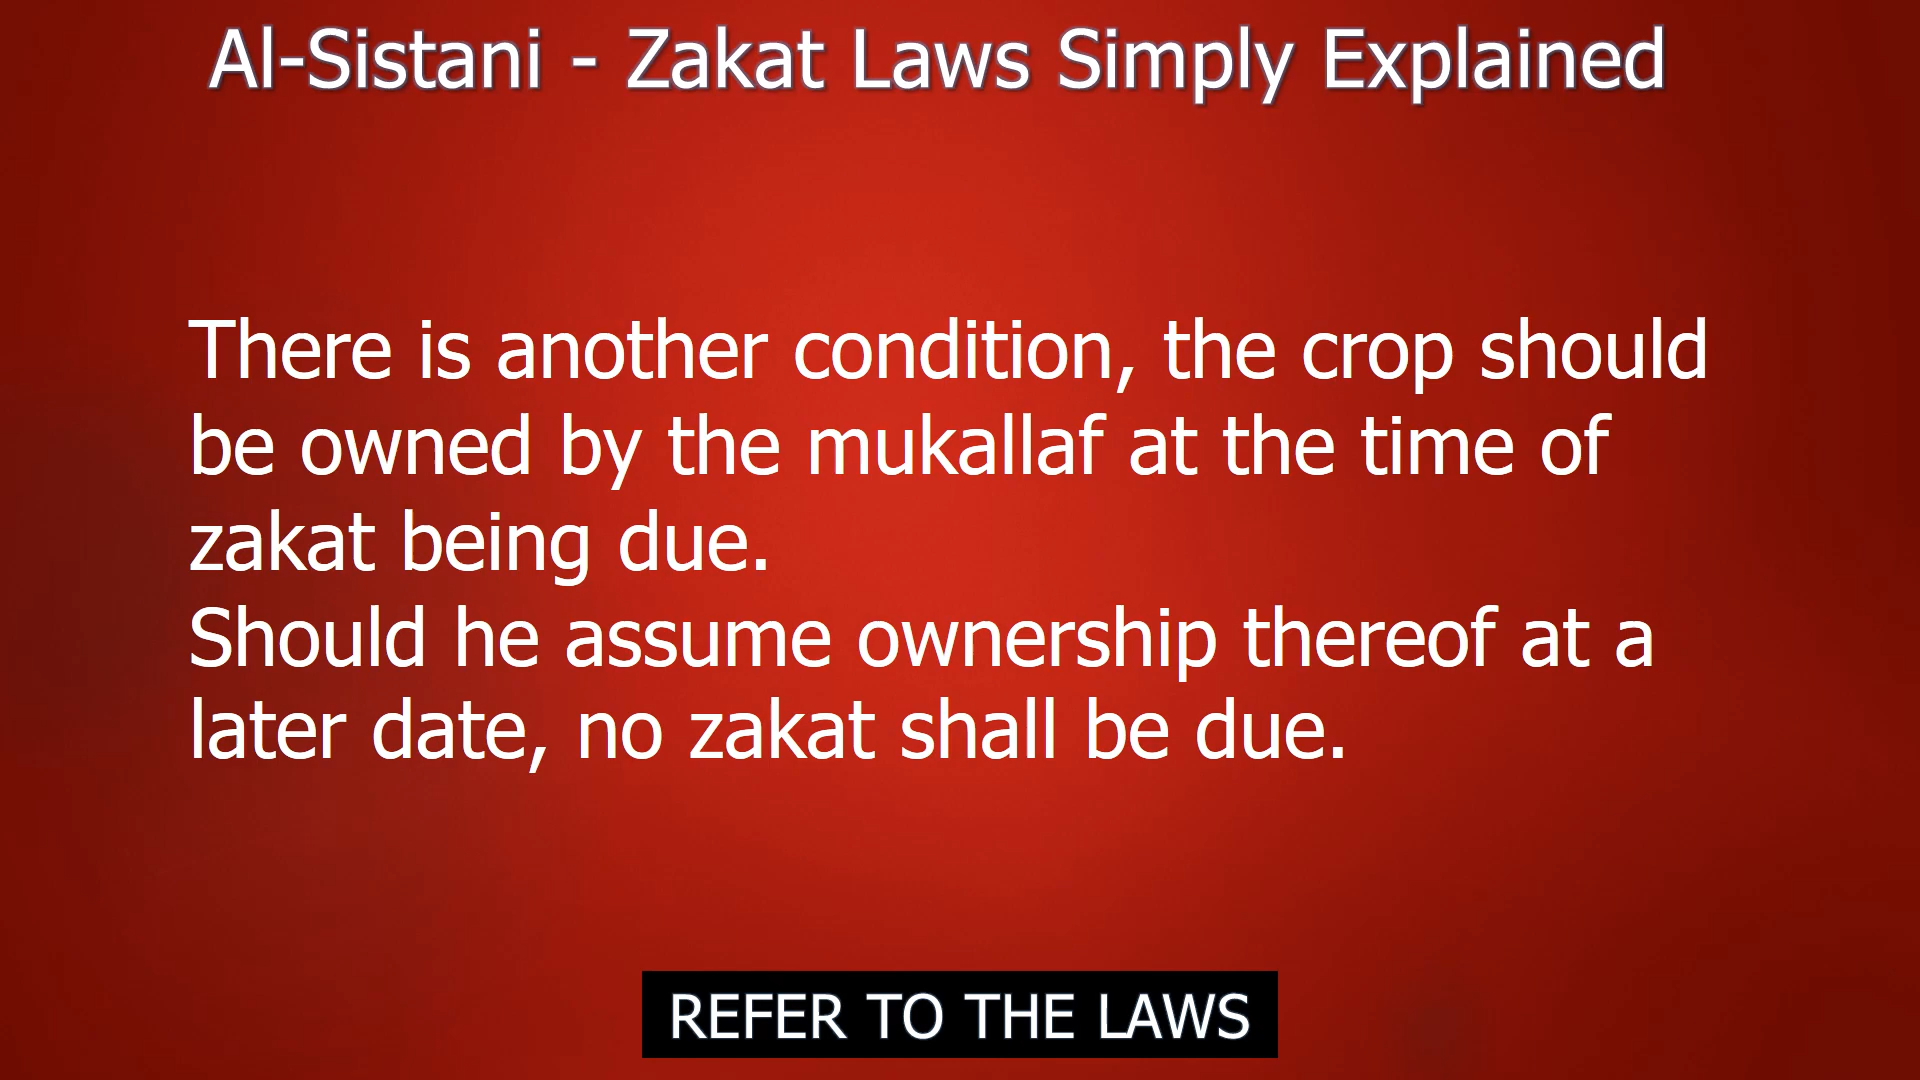 Al-Sistani - Zakat Laws Simply Explained
There is another condition, the crop should
be owned by the mukallaf at the time of
zakat being due.
Should he assume ownership thereof at a
later date, no zakat shall be due.
REFER TO THE LAWS